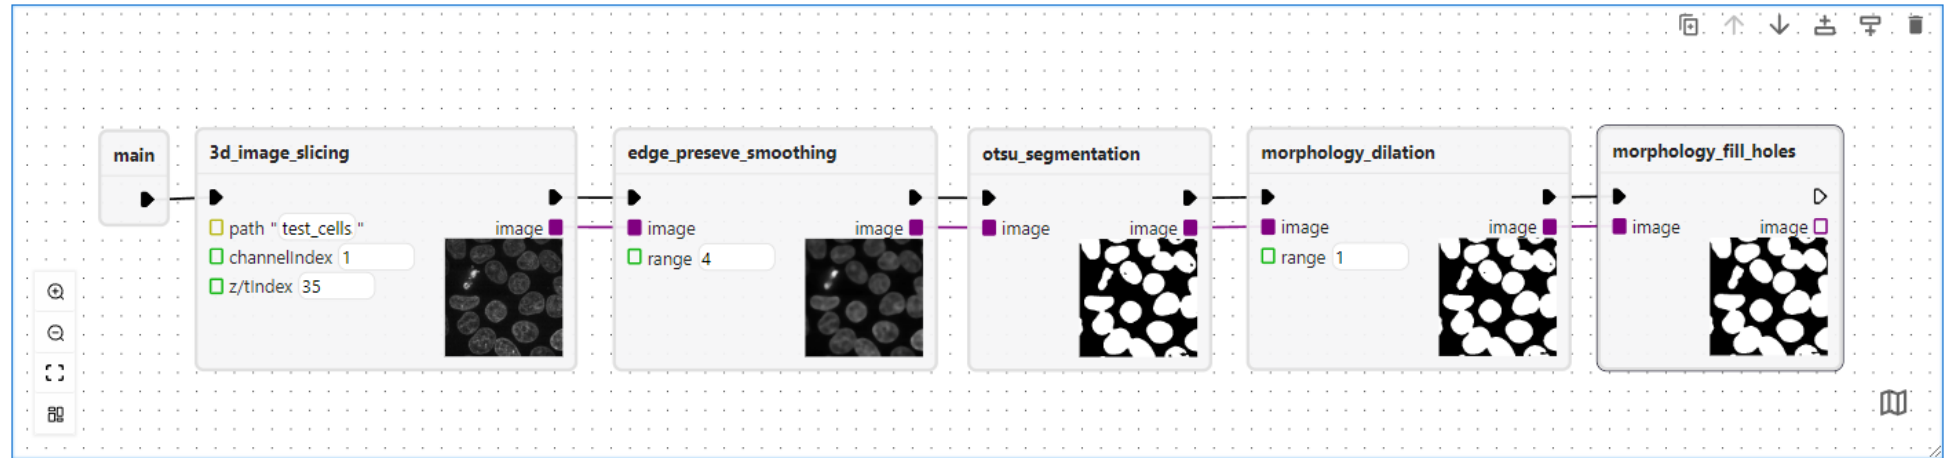 main
3d_image_slicing
path " test_cells "
channelIndex 1
z/tIndex 35
image
edge_preseve_smoothing
image
range 4
image
otsu_segmentation
image
image
morphology_dilation
image
range 1
image
morphology_fill_holes
image
image